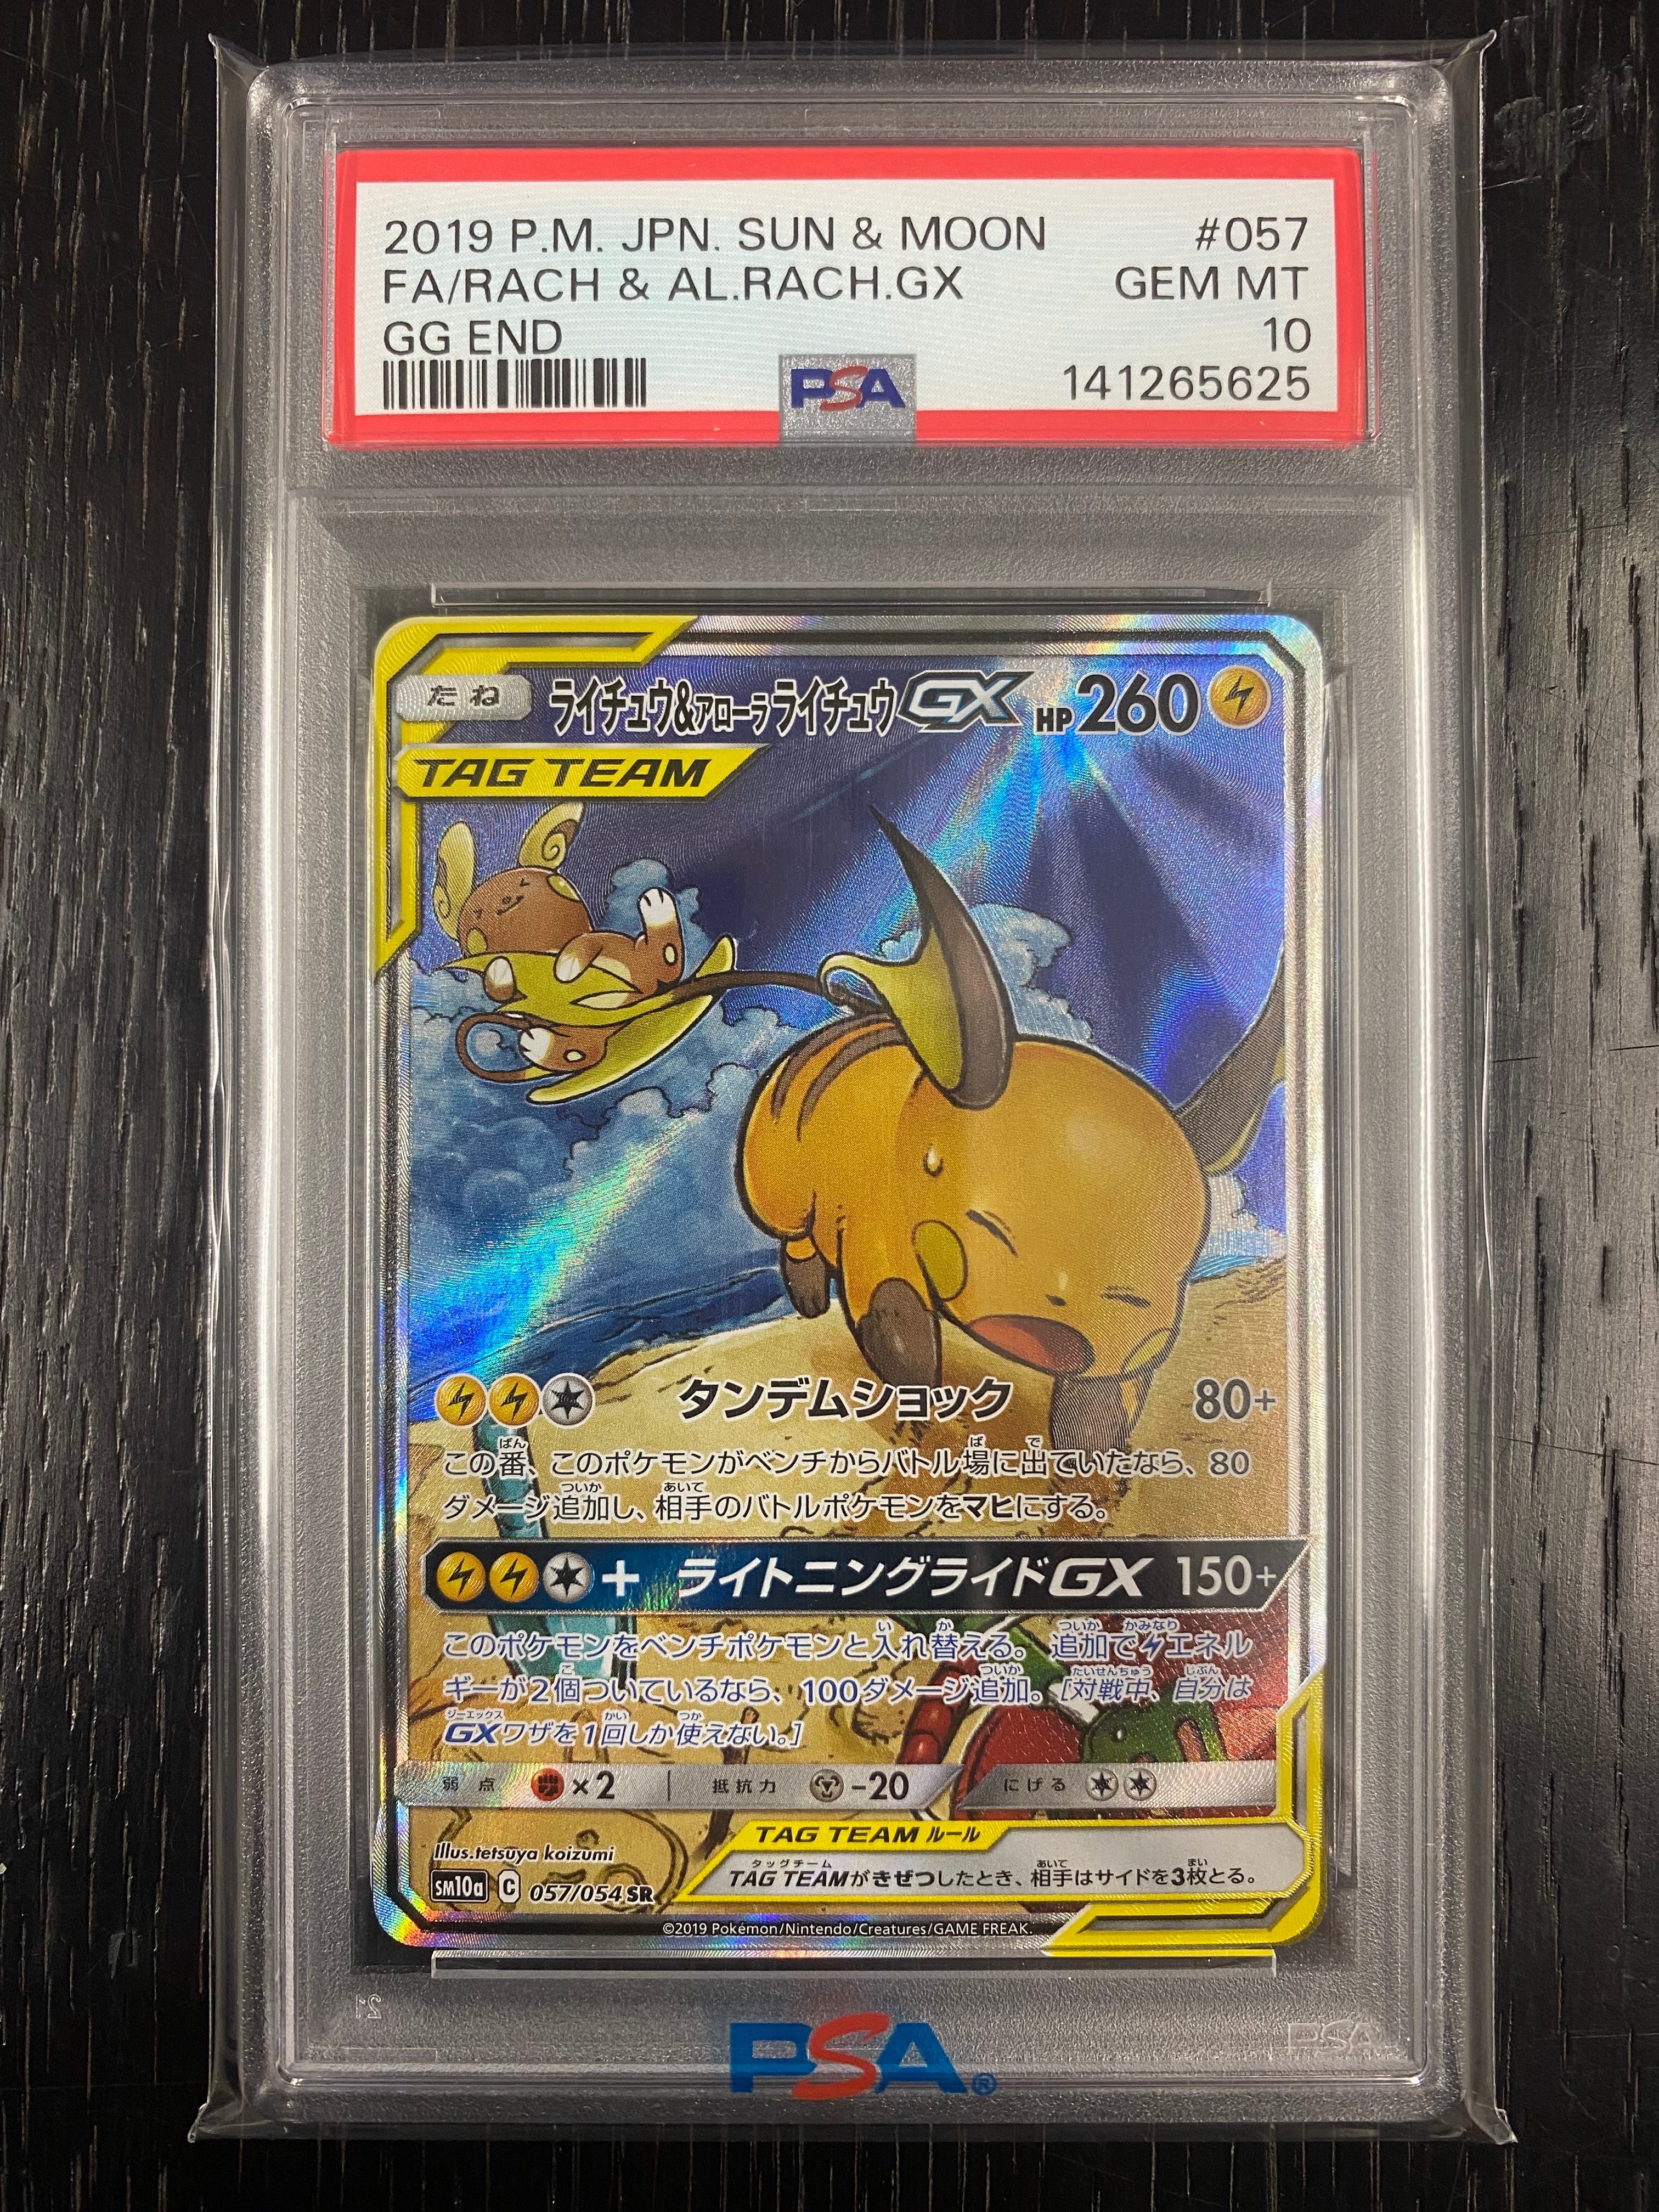 2019 P.M. JPN. SUN & MOON #057
FA/RACH & AL.RACH.GX GEM MT
GG END 10
PSA 141265625
たね ライチュウ&アローラライチュウGX HP260
TAG TEAM
タンデムショック 80+
この番、このポケモンがベンチからバトル場に出ていたなら、80
ダメージ追加し、相手のバトルポケモンをマヒにする。
+ ライトニングライドGX 150+
このポケモンをベンチポケモンと入れ替える。追加でエネル
ギーが2個ついているなら、100ダメージ追加。[対戦中、自分は
GXワザを1回しか使えない。]
弱点 ×2 抵抗力 -20 にげる
TAG TEAM ルール
TAG TEAMがきぜつしたとき、相手はサイドを3枚とる。
Illus.tetsuya koizumi
SM10a C 057/054 SR
©2019 Pokémon/Nintendo/Creatures/GAME FREAK.
PSA
PSA®